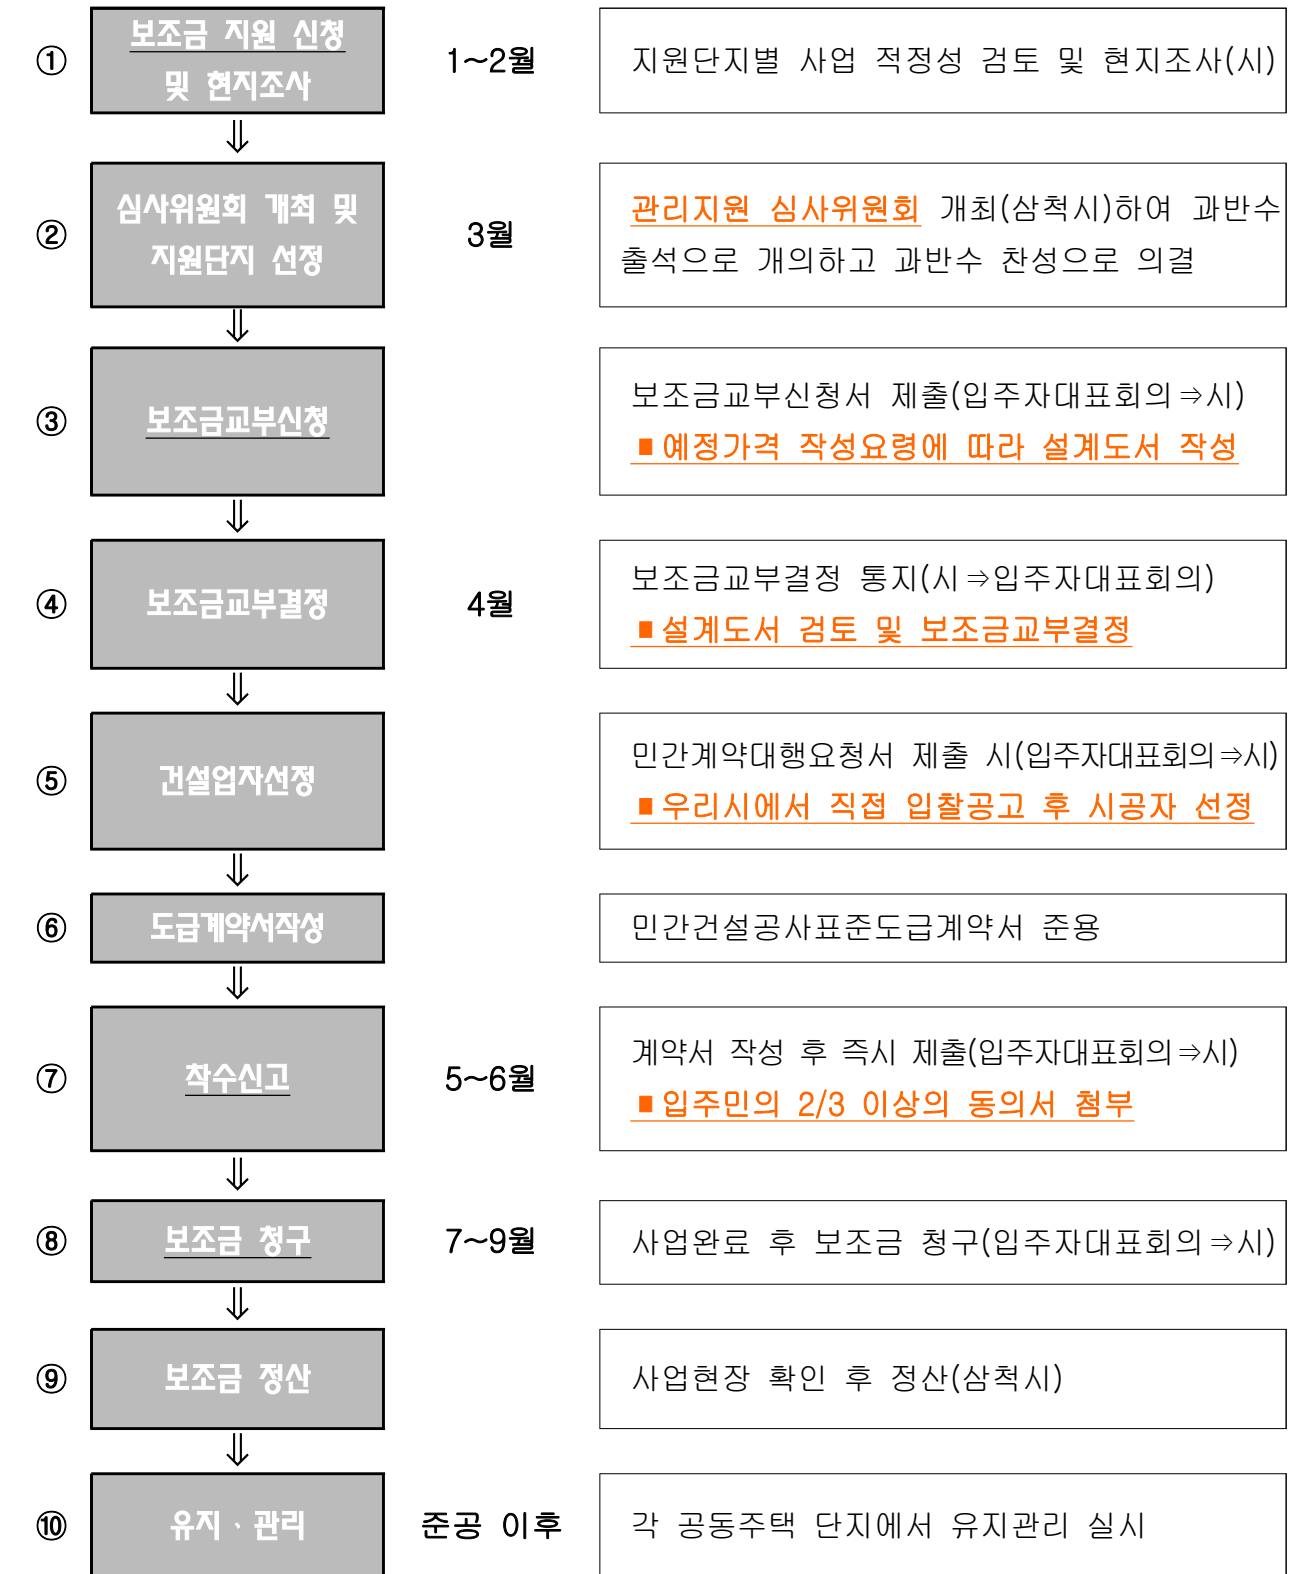 ①
보조금 지원 신청
및 현지조사
1~2월
지원단지별 사업 적정성 검토 및 현지조사(시)
⇓
②
심사위원회 개최 및
지원단지 선정
3월
관리지원 심사위원회 개최(삼척시)하여 과반수
출석으로 개의하고 과반수 찬성으로 의결
⇓
③
보조금교부신청
보조금교부신청서 제출(입주자대표회의⇒시)
■예정가격 작성요령에 따라 설계도서 작성
⇓
④
보조금교부결정
4월
보조금교부결정 통지(시⇒입주자대표회의)
■설계도서 검토 및 보조금교부결정
⇓
⑤
건설업자선정
민간계약대행요청서 제출 시(입주자대표회의⇒시)
■우리시에서 직접 입찰공고 후 시공자 선정
⇓
⑥
도급계약서작성
민간건설공사표준도급계약서 준용
⇓
⑦
착수신고
5~6월
계약서 작성 후 즉시 제출(입주자대표회의⇒시)
■입주민의 2/3 이상의 동의서 첨부
⇓
⑧
보조금 청구
7~9월
사업완료 후 보조금 청구(입주자대표회의⇒시)
⇓
⑨
보조금 정산
사업현장 확인 후 정산(삼척시)
⇓
⑩
유지ㆍ관리
준공 이후
각 공동주택 단지에서 유지관리 실시